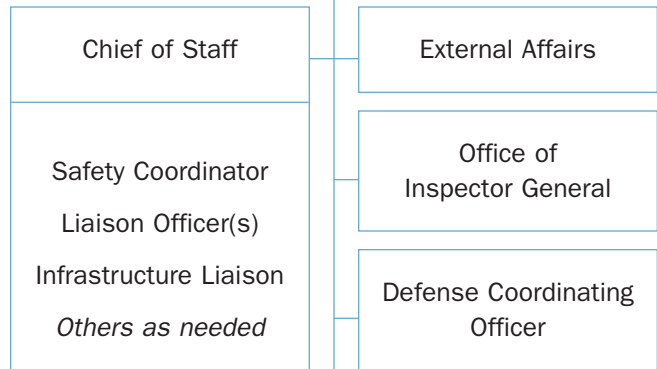 Chief of Staff
Safety Coordinator
Liaison Officer(s)
Infrastructure Liaison
Others as needed
External Affairs
Office of
Inspector General
Defense Coordinating
Officer